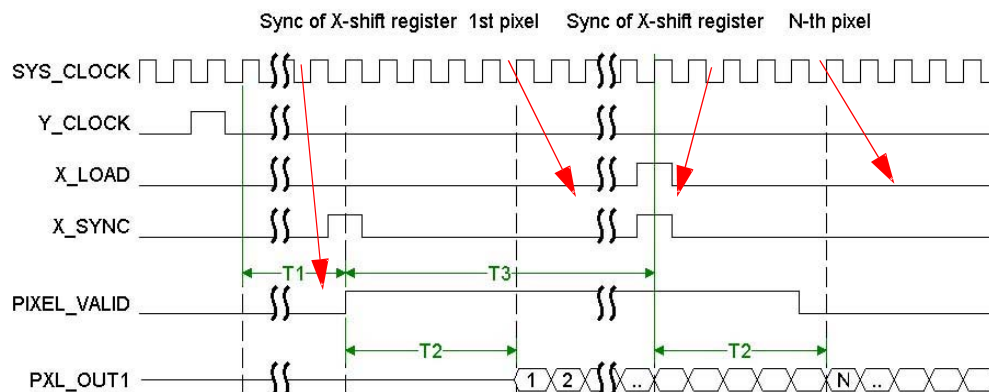 Sync of X-shift register 1st pixel Sync of X-shift register N-th pixel
SYS_CLOCK
Y_CLOCK
X_LOAD
X_SYNC
T1 T3
PIXEL_VALID
T2 T2
PXL_OUT1 1 2 .. N ..